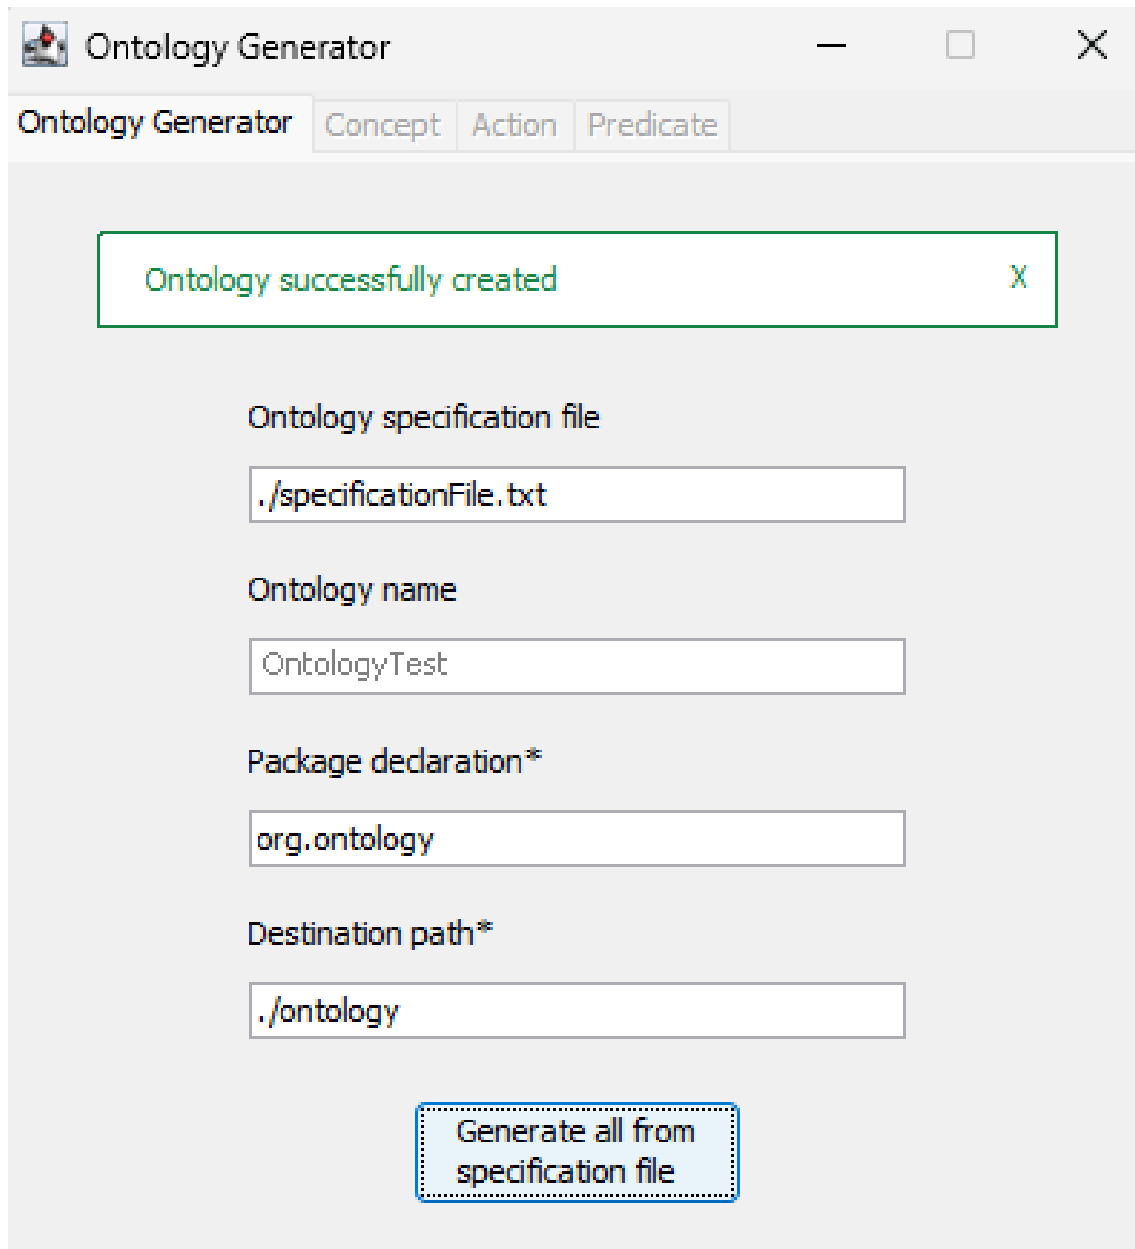 Ontology Generator
Ontology Generator Concept Action Predicate
Ontology successfully created X
Ontology specification file
./specificationFile.txt
Ontology name
OntologyTest
Package declaration*
org.ontology
Destination path*
./ontology
Generate all from
specification file